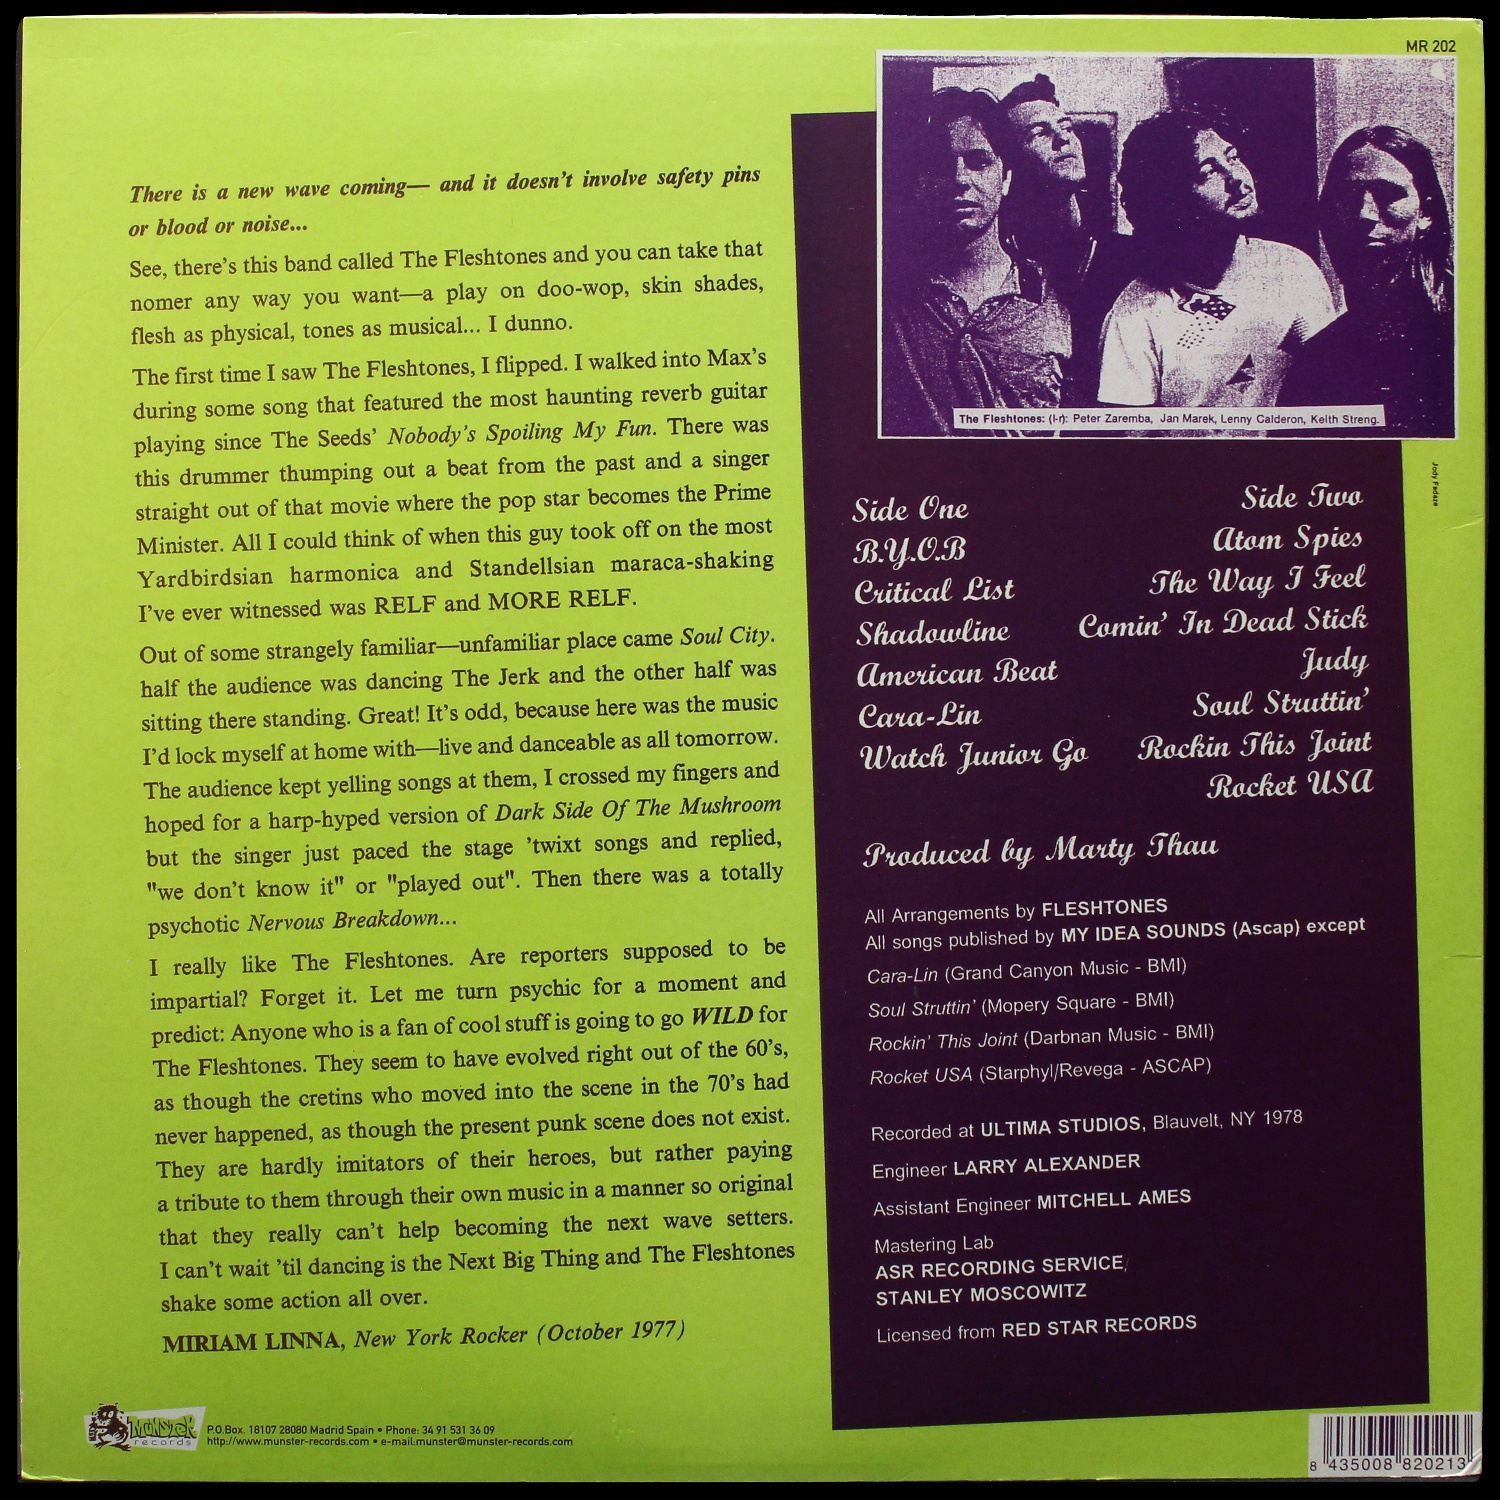 MR 202
There is a new wave coming— and it doesn't involve safety pins
or blood or noise...
See, there's this band called The Fleshtones and you can take that
nomer any way you want—a play on doo-wop, skin shades,
flesh as physical, tones as musical... I dunno.
The first time I saw The Fleshtones, I flipped. I walked into Max's
during some song that featured the most haunting reverb guitar
playing since The Seeds' Nobody's Spoiling My Fun. There was
this drummer thumping out a beat from the past and a singer
straight out of that movie where the pop star becomes the Prime
Minister. All I could think of when this guy took off on the most
Yardbirdsian harmonica and Standellsian maraca-shaking
I've ever witnessed was RELF and MORE RELF.
Out of some strangely familiar—unfamiliar place came Soul City.
half the audience was dancing The Jerk and the other half was
sitting there standing. Great! It's odd, because here was the music
I'd lock myself at home with—live and danceable as all tomorrow.
The audience kept yelling songs at them, I crossed my fingers and
hoped for a harp-hyped version of Dark Side Of The Mushroom
but the singer just paced the stage 'twixt songs and replied,
"we don't know it" or "played out". Then there was a totally
psychotic Nervous Breakdown...
I really like The Fleshtones. Are reporters supposed to be
impartial? Forget it. Let me turn psychic for a moment and
predict: Anyone who is a fan of cool stuff is going to go WILD for
The Fleshtones. They seem to have evolved right out of the 60's,
as though the cretins who moved into the scene in the 70's had
never happened, as though the present punk scene does not exist.
They are hardly imitators of their heroes, but rather paying
a tribute to them through their own music in a manner so original
that they really can't help becoming the next wave setters.
I can't wait 'til dancing is the Next Big Thing and The Fleshtones
shake some action all over.
MIRIAM LINNA, New York Rocker (October 1977)
The Fleshtones: (l-r): Peter Zaremba, Jan Marek, Lenny Calderon, Keith Streng.
Jody
Side One
B.Y.O.B
Critical List
Shadowline
American Beat
Cara-Lin
Watch Junior Go
Side Two
Atom Spies
The Way I Feel
Comin' In Dead Stick
Judy
Soul Struttin'
Rockin This Joint
Rocket USA
Produced by Marty Thau
All Arrangements by FLESHTONES
All songs published by MY IDEA SOUNDS (Ascap) except
Cara-Lin (Grand Canyon Music - BMI)
Soul Struttin' (Mopery Square - BMI)
Rockin' This Joint (Darbnan Music - BMI)
Rocket USA (Starphyl/Revega - ASCAP)
Recorded at ULTIMA STUDIOS, Blauvelt, NY 1978
Engineer LARRY ALEXANDER
Assistant Engineer MITCHELL AMES
Mastering Lab
ASR RECORDING SERVICE,
STANLEY MOSCOWITZ
Licensed from RED STAR RECORDS
MUNSTER
records
P.O.Box. 18107 28080 Madrid Spain • Phone: 34 91 531 36 09
http://www.munster-records.com • e-mail:munster@munster-records.com
8 435008 820213